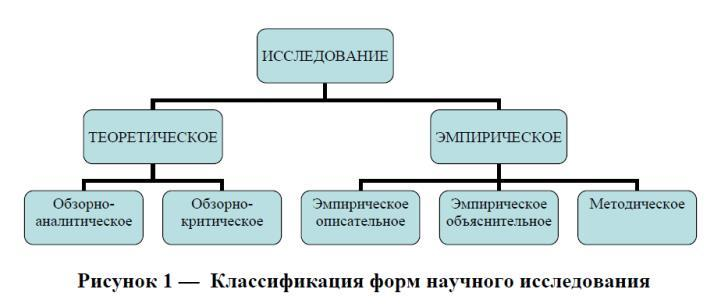 ИССЛЕДОВАНИЕ
ТЕОРЕТИЧЕСКОЕ
ЭМПИРИЧЕСКОЕ
Обзорно-
аналитическое
Обзорно-
критическое
Эмпирическое
описательное
Эмпирическое
объяснительное
Методическое
Рисунок 1 — Классификация форм научного исследования